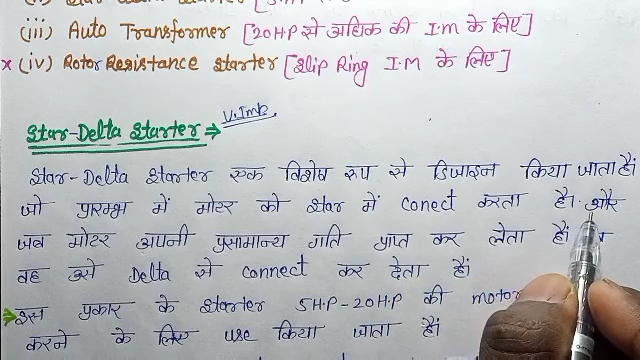 (iii) Auto Transformer [20HP से अधिक की I.M के लिए]
× (iv) Rotor Resistance Starter [Slip Ring I.M के लिए]
Star-Delta Starter ⇒ V.Imp.
Star-Delta Starter एक विशेष रूप से डिजाइन किया जाता हैं
जो प्रारम्भ में मोटर को Star में Conect करता है। और
जब मोटर अपनी प्रसामान्य गति प्राप्त कर लेता हैं
वह उसे Delta से Connect कर देता हैं।
इस प्रकार के Starter 5H.P-20H.P की motor
करने के लिए use किया जाता हैं।